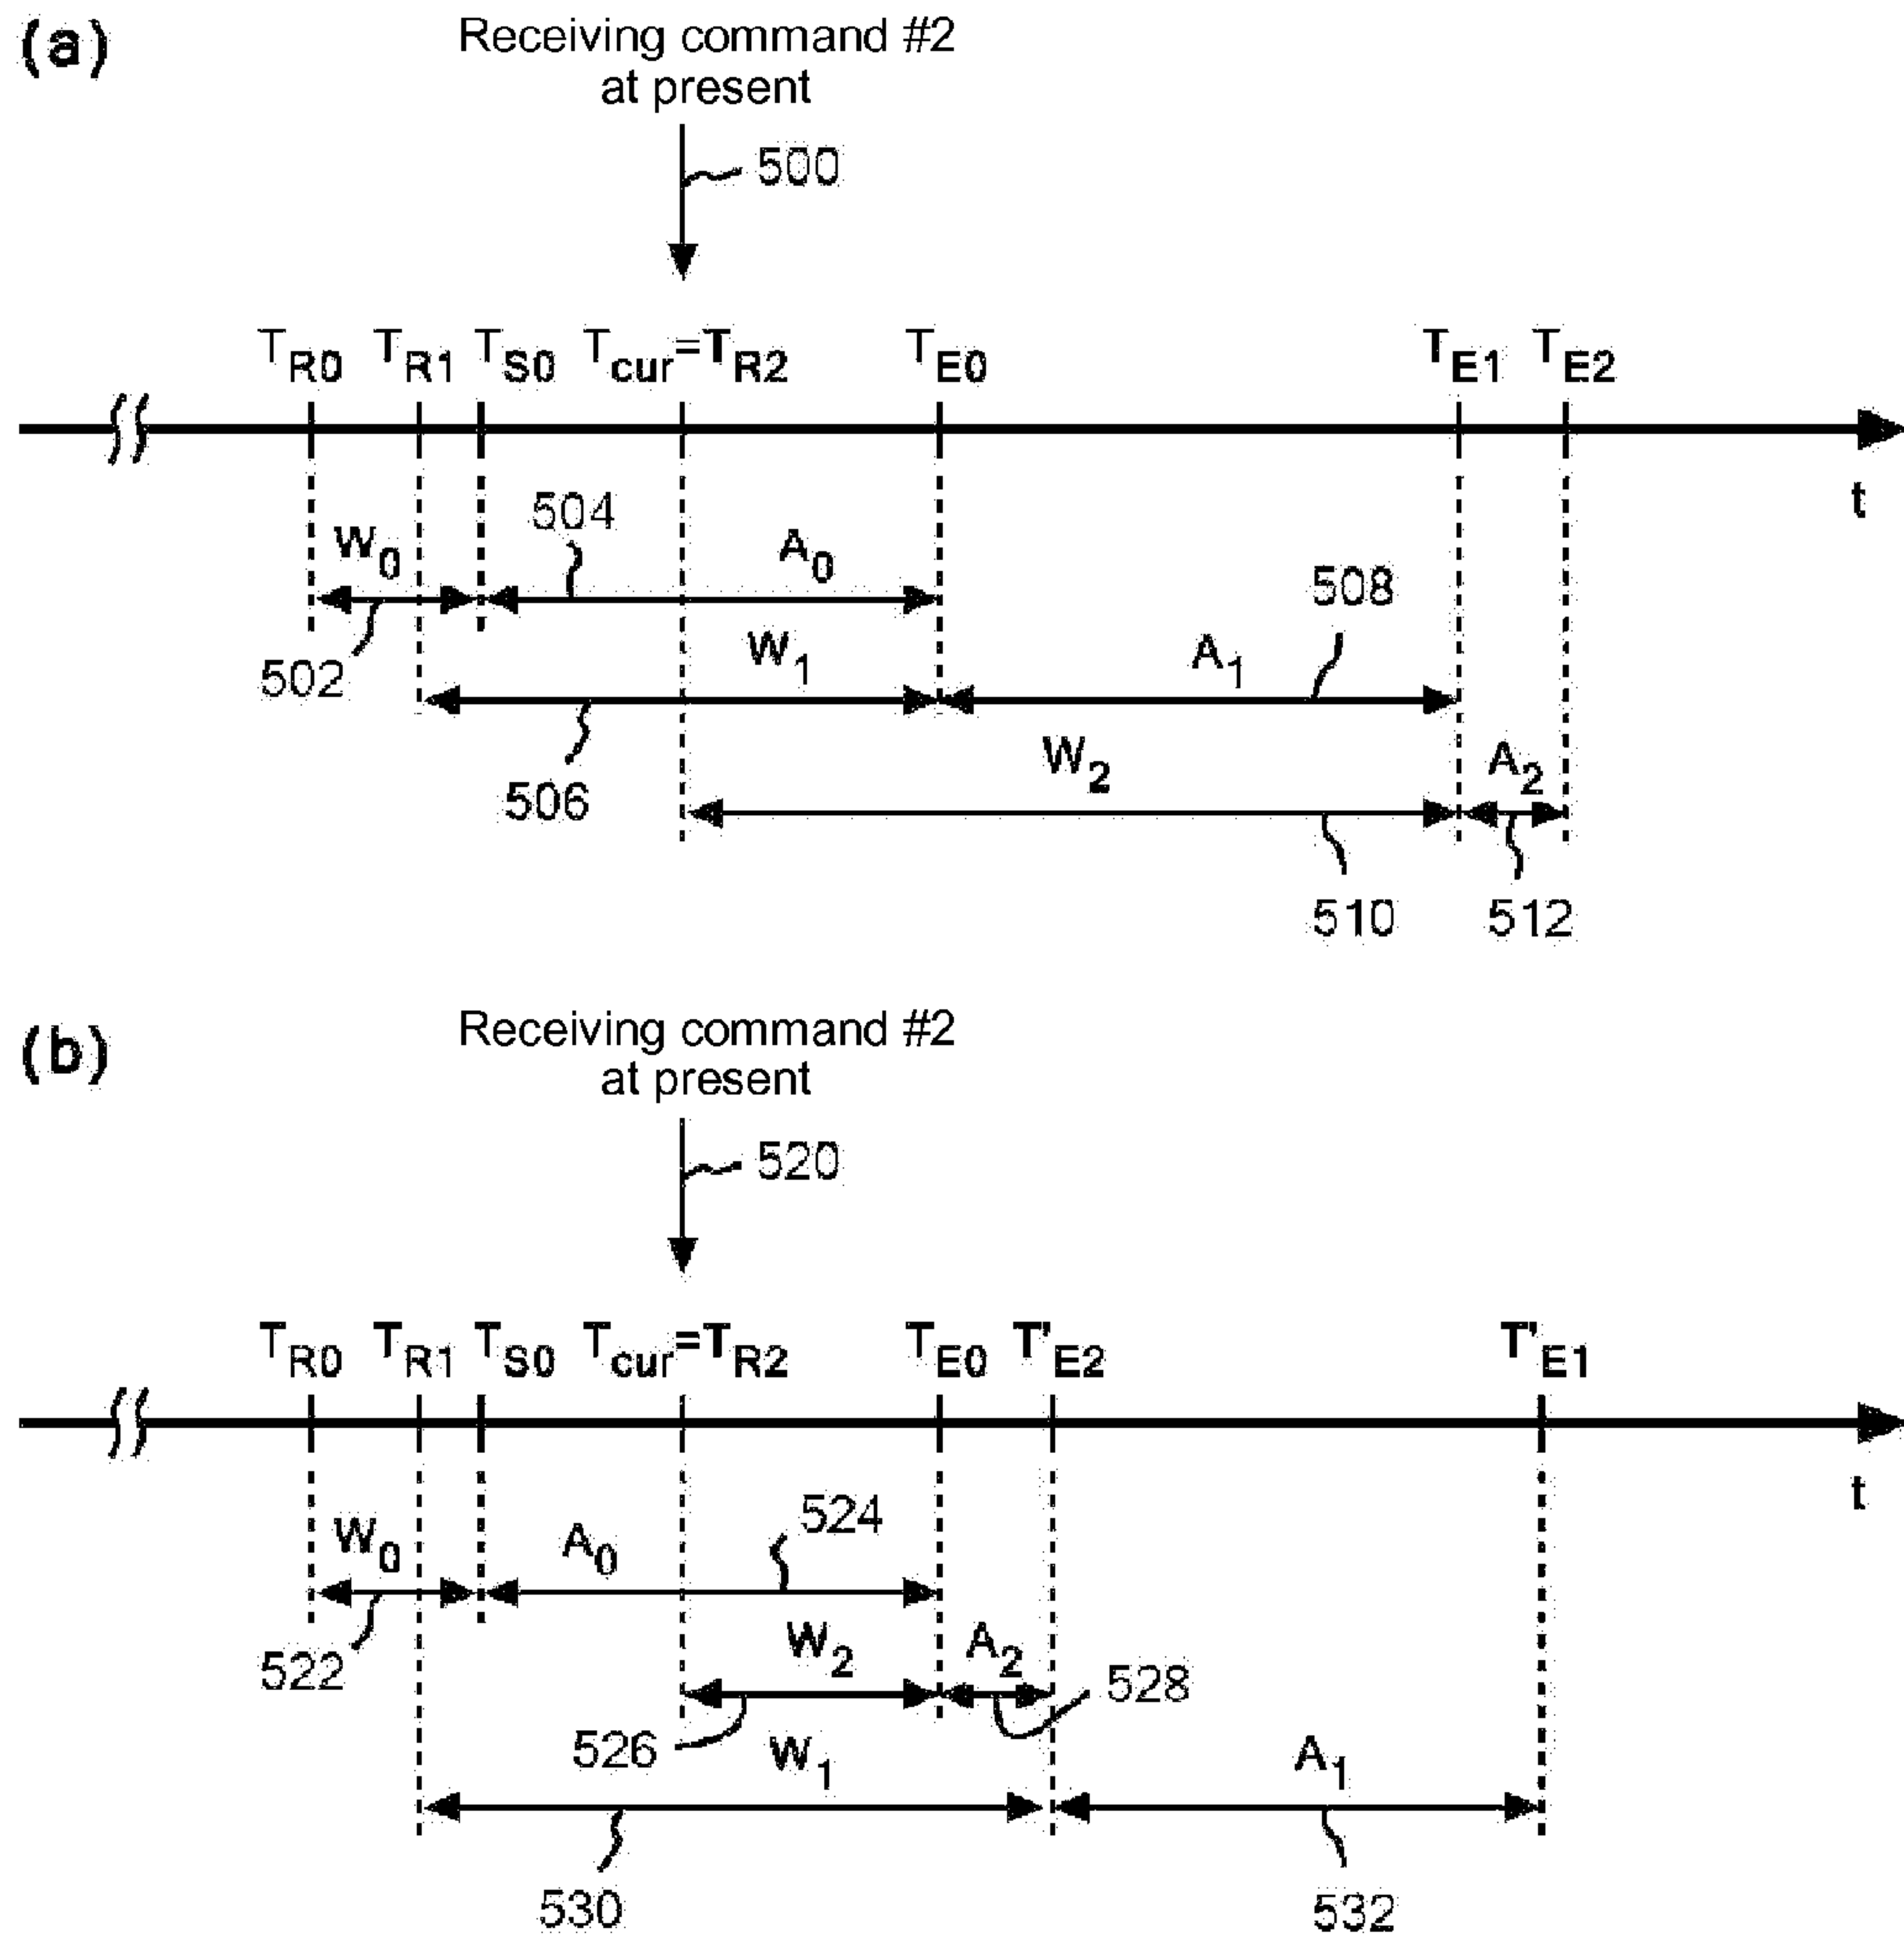 (a)
Receiving command #2
at present
500
T_R0 T_R1 T_S0 T_cur=T_R2 T_E0 T_E1 T_E2
t
504
W_0 A_0
508
502
W_1 A_1
506
W_2 A_2
510 512
(b)
Receiving command #2
at present
520
T_R0 T_R1 T_S0 T_cur=T_R2 T_E0 T'_E2 T'_E1
t
524
W_0 A_0
522
W_2 A_2
528
526
W_1 A_1
530 532